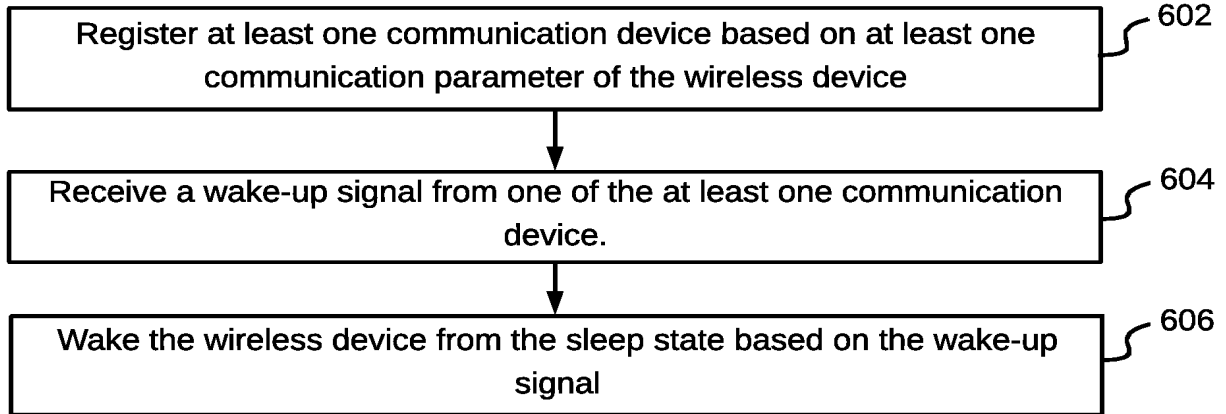 Register at least one communication device based on at least one
communication parameter of the wireless device
602
Receive a wake-up signal from one of the at least one communication
device.
604
Wake the wireless device from the sleep state based on the wake-up
signal
606